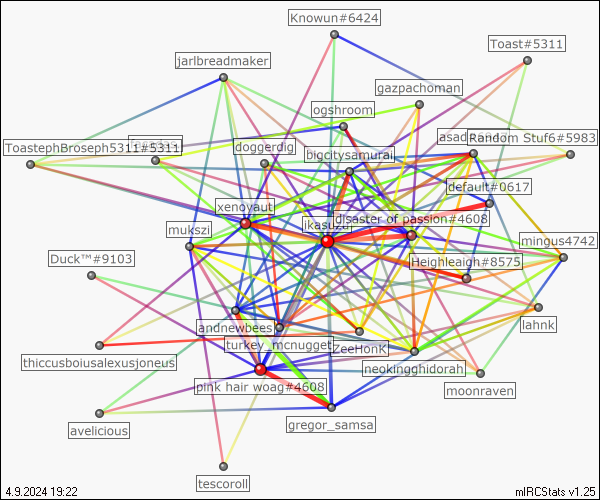 Knowun#6424
Toast#5311
jarlbreadmaker
gazpachoman
ogshroom
Random Stuf6#5983
ToastephBroseph5311#5311
doggerdig
bigcitysamurai
default#0617
xenovaut
disaster of passion#4608
ikasuzai
mukszi
mingus4742
Duck™#9103
Heighleaigh#8575
andnewbees
lahnk
turkey_mcnugget
ZeeHonK
thiccusboiusalexusjoneus
neokingghidorah
pink hair woag#4608
moonraven
gregor_samsa
avelicious
tescoroll
4.9.2024 19:22
mIRCStats v1.25